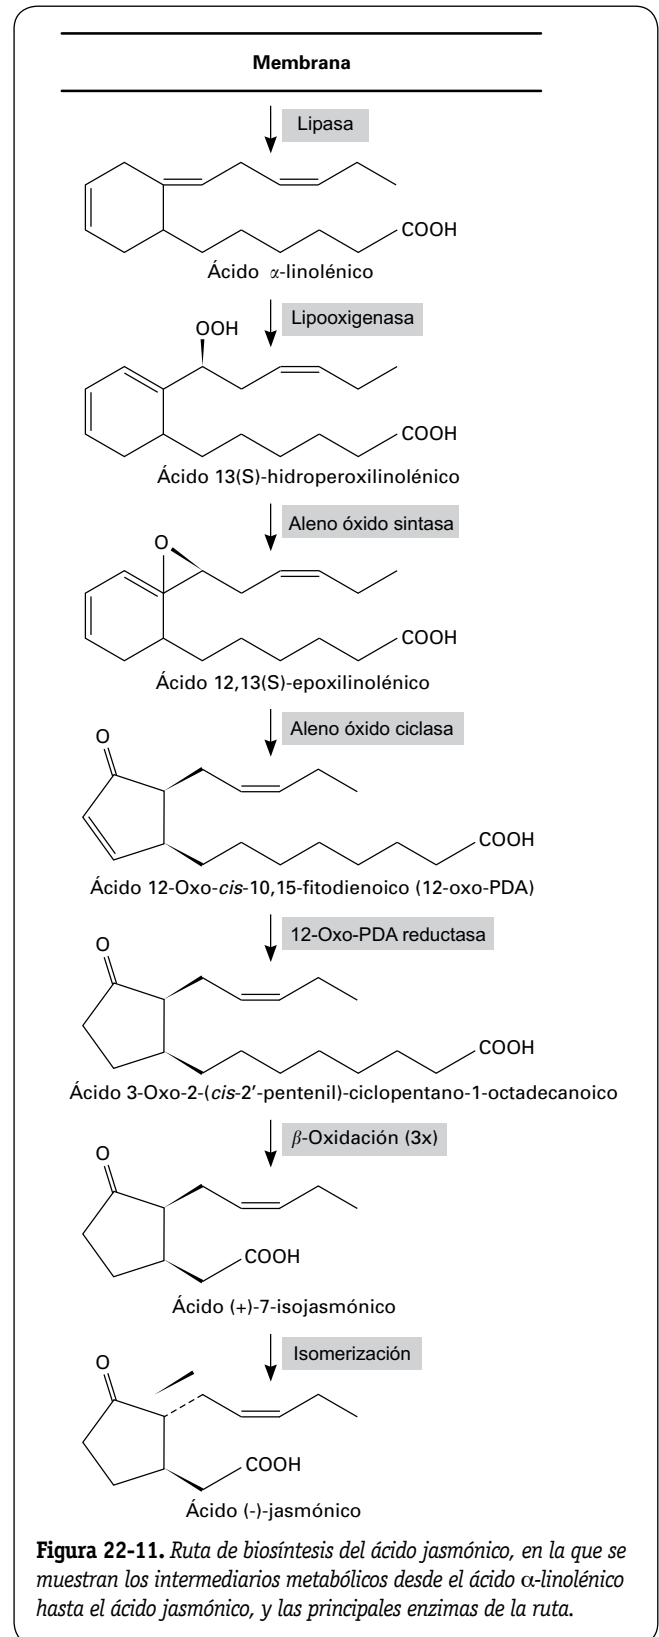 Membrana
Lipasa
COOH
Ácido α-linolénico
Lipooxigenasa
OOH
COOH
Ácido 13(S)-hidroperoxilinolénico
Aleno óxido sintasa
O
COOH
Ácido 12,13(S)-epoxilinolénico
Aleno óxido ciclasa
O
COOH
Ácido 12-Oxo-cis-10,15-fitodienoico (12-oxo-PDA)
12-Oxo-PDA reductasa
O
COOH
Ácido 3-Oxo-2-(cis-2′-pentenil)-ciclopentano-1-octadecanoico
β-Oxidación (3x)
O
COOH
Ácido (+)-7-isojasmónico
Isomerización
O
COOH
Ácido (-)-jasmónico
Figura 22-11. Ruta de biosíntesis del ácido jasmónico, en la que se
muestran los intermediarios metabólicos desde el ácido α-linolénico
hasta el ácido jasmónico, y las principales enzimas de la ruta.